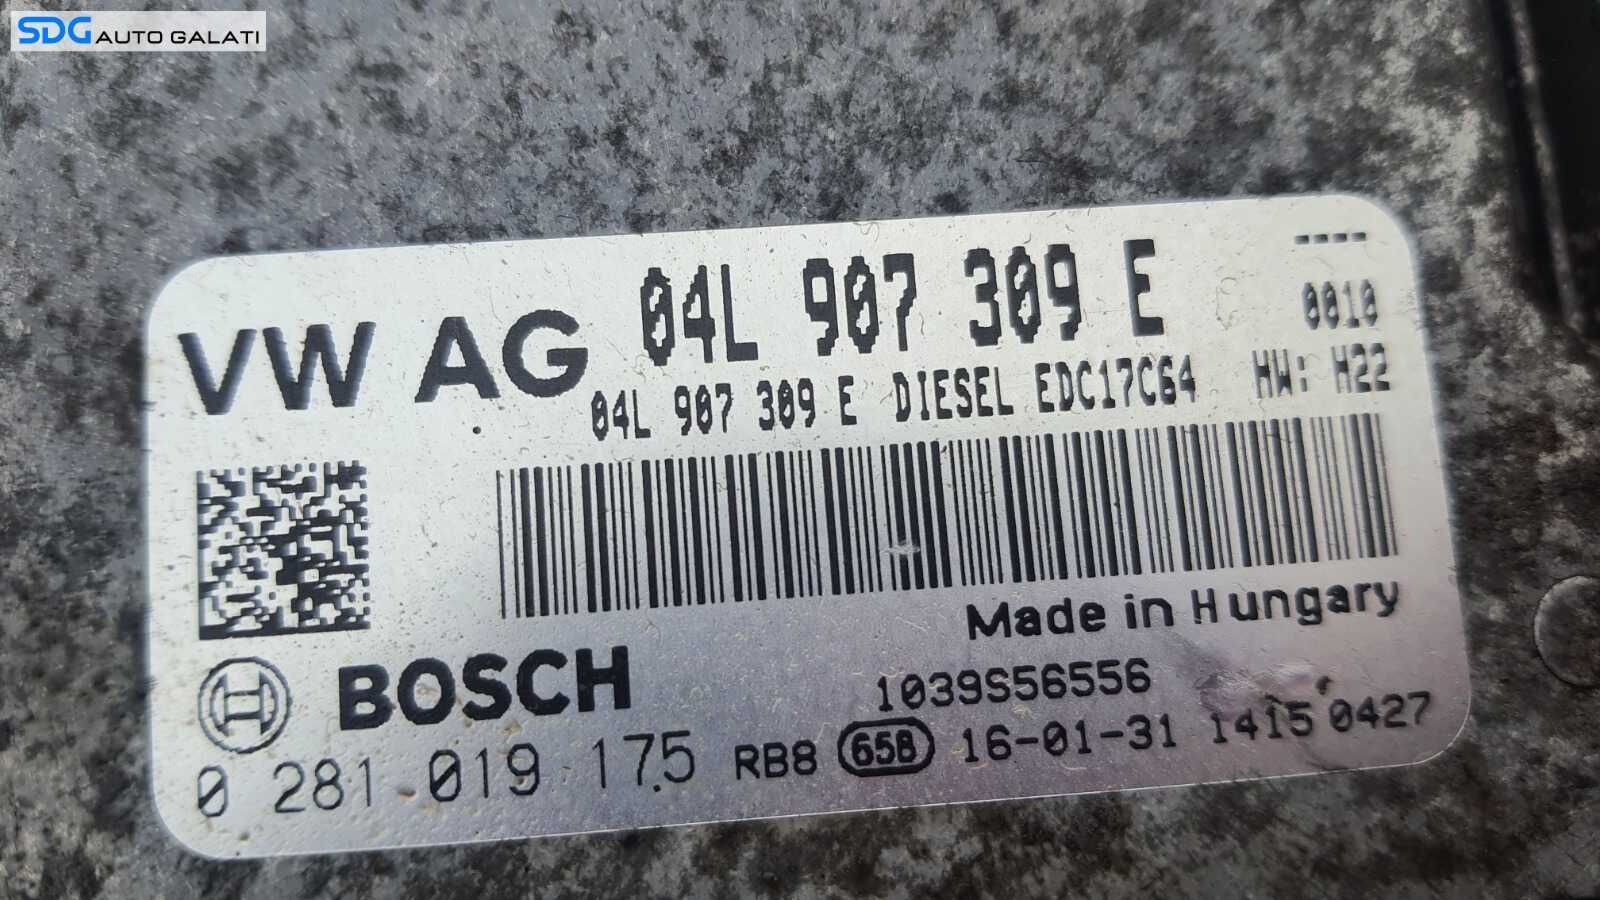 SDG AUTO GALATI
----
VW AG 04L 907 309 E 0010
04L 907 309 E DIESEL EDC17C64 HW: H22
Made in Hungary
BOSCH 1039S56556
0 281 019 175 RB8 65B 16-01-31 1415 0427